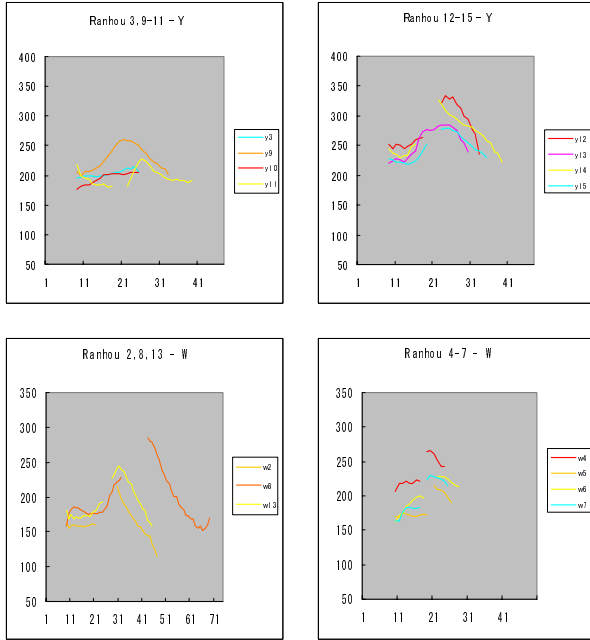 Ranhou 3,9-11 - Y
400
350
300
250
200
150
100
50
1 11 21 31 41
y3
y9
y10
y11
Ranhou 12-15 - Y
400
350
300
250
200
150
100
50
1 11 21 31 41
y12
y13
y14
y15
Ranhou 2,8,13 - W
350
300
250
200
150
100
50
1 11 21 31 41 51 61 71
w2
w8
w13
Ranhou 4-7 - W
350
300
250
200
150
100
50
1 11 21 31 41
w4
w5
w6
w7